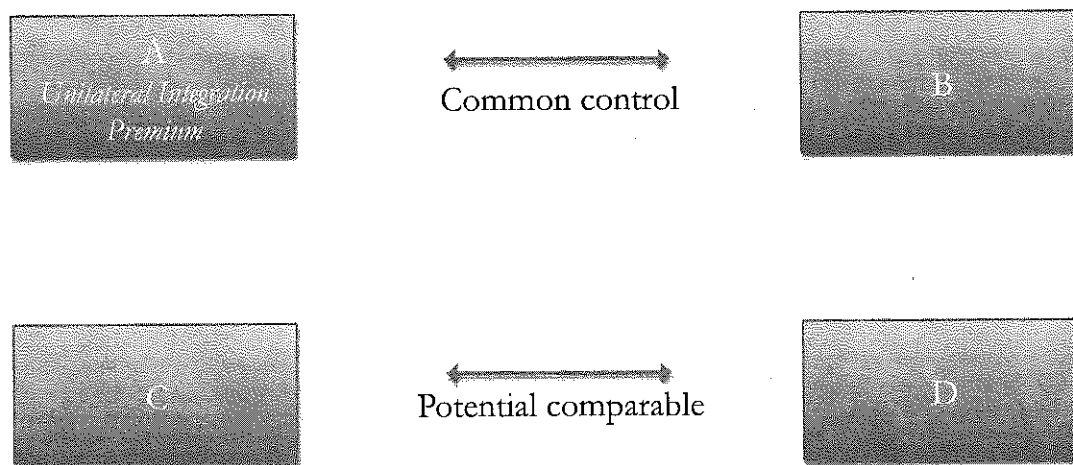 A
Unilateral Integration
Premium
Common control
B
C
Potential comparable
D